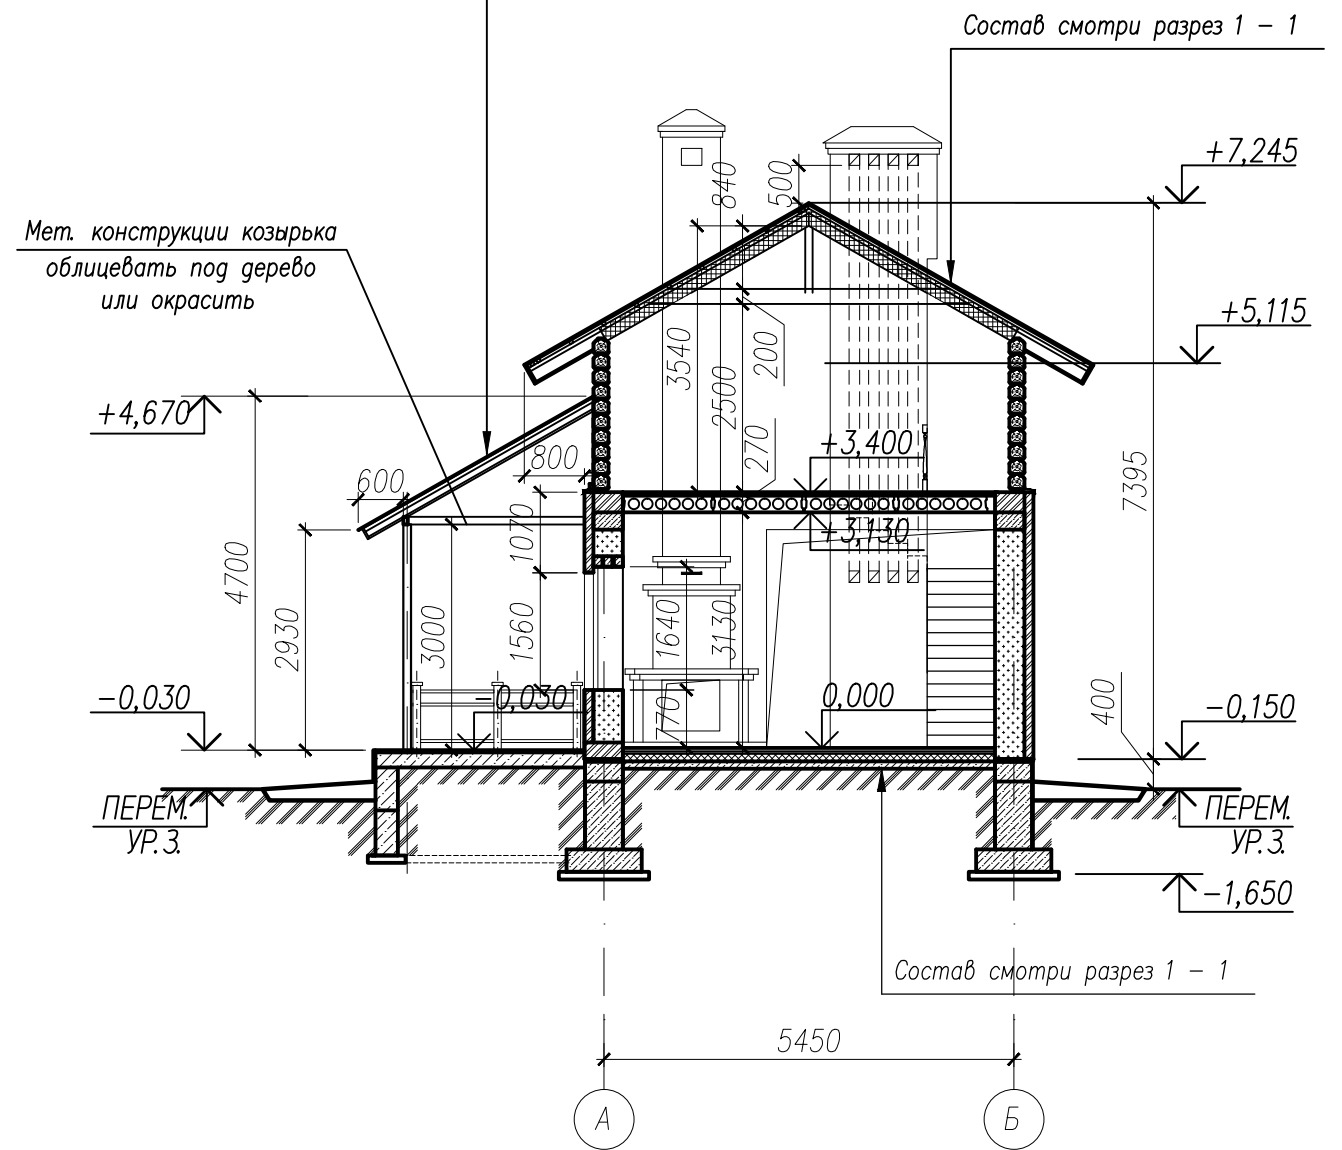 Состав смотри разрез 1 – 1
+7,245
840
500
Мет. конструкции козырька
облицевать под дерево
или окрасить
+5,115
3540
200
2500
+4,670
270
+3,400
800
600
7395
1070
+3,130
4700
2930
3000
1560
1640
3130
-0,030
-0,030
770
0,000
400
-0,150
ПЕРЕМ.
УР.З.
ПЕРЕМ.
УР.З.
-1,650
Состав смотри разрез 1 – 1
5450
А
Б